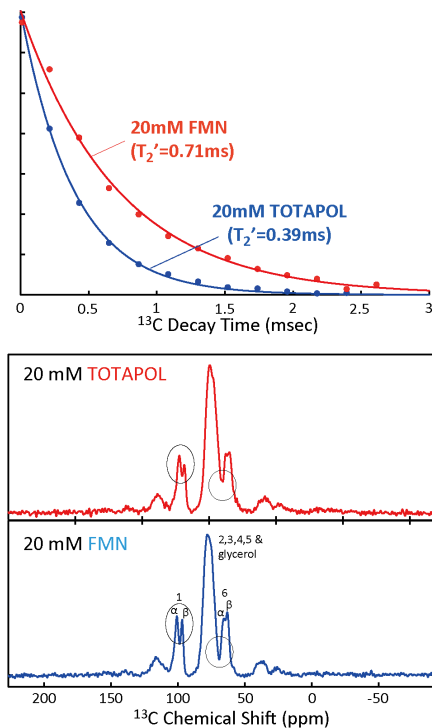 20mM FMN
(T2'=0.71ms)
20mM TOTAPOL
(T2'=0.39ms)
0 0.5 1 1.5 2 2.5 3
13C Decay Time (msec)
20 mM TOTAPOL
20 mM FMN
2,3,4,5 &
glycerol
1
α β
6
α β
200 150 100 50 0 -50
13C Chemical Shift (ppm)